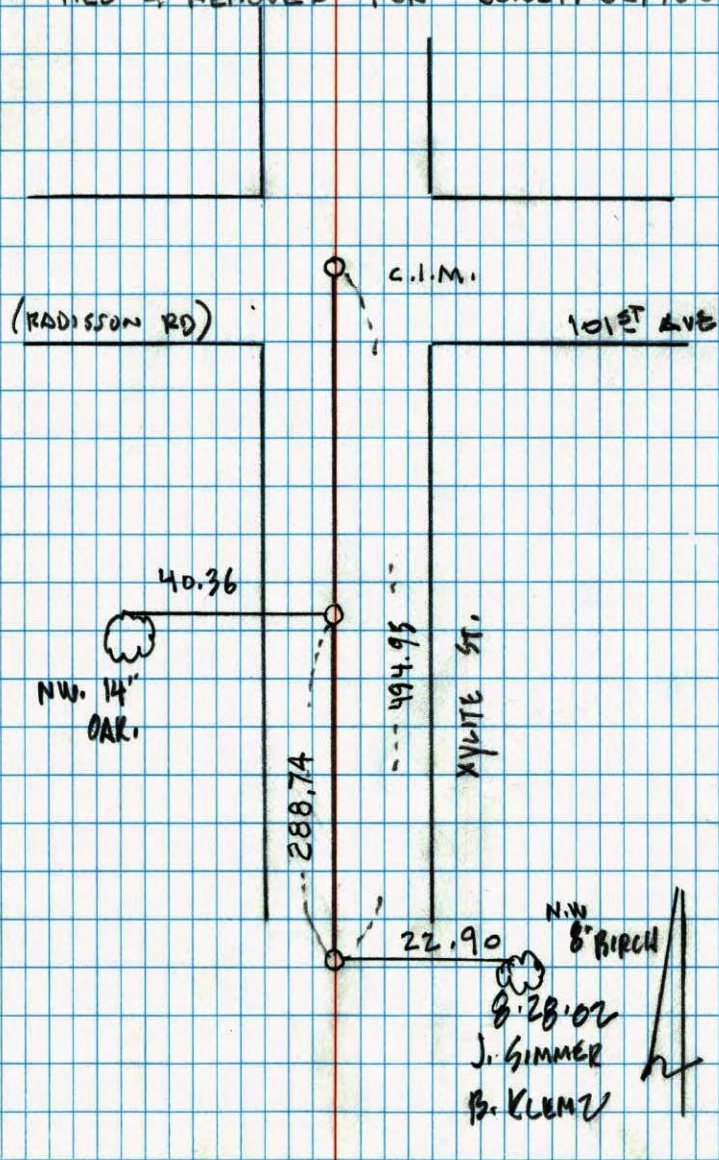 C.I.M.
(RADISSON RD)
101ST AVE
40.36
NW. 14"
OAK.
494.95
XYLITE ST.
288.74
N.W
8" BIRCH
22.90
8.28.02
J. SIMMER
B. KLEMZ